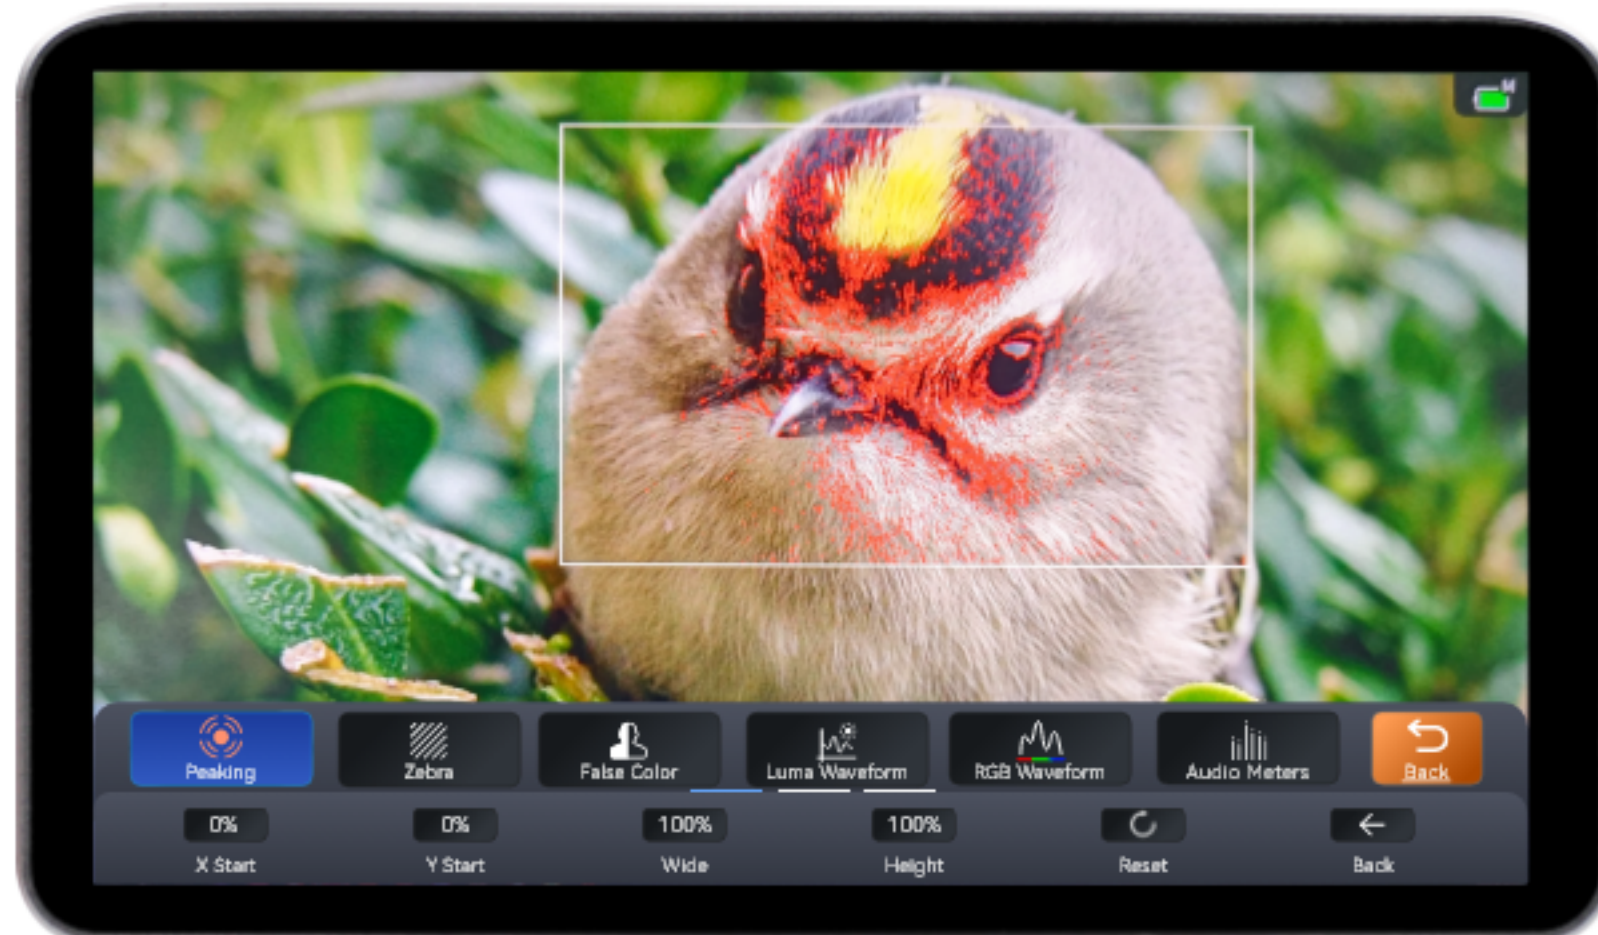 M
Peaking
Zebra
False Color
Luma Waveform
RGB Waveform
Audio Meters
Back
0%
0%
100%
100%
X Start
Y Start
Wide
Height
Reset
Back